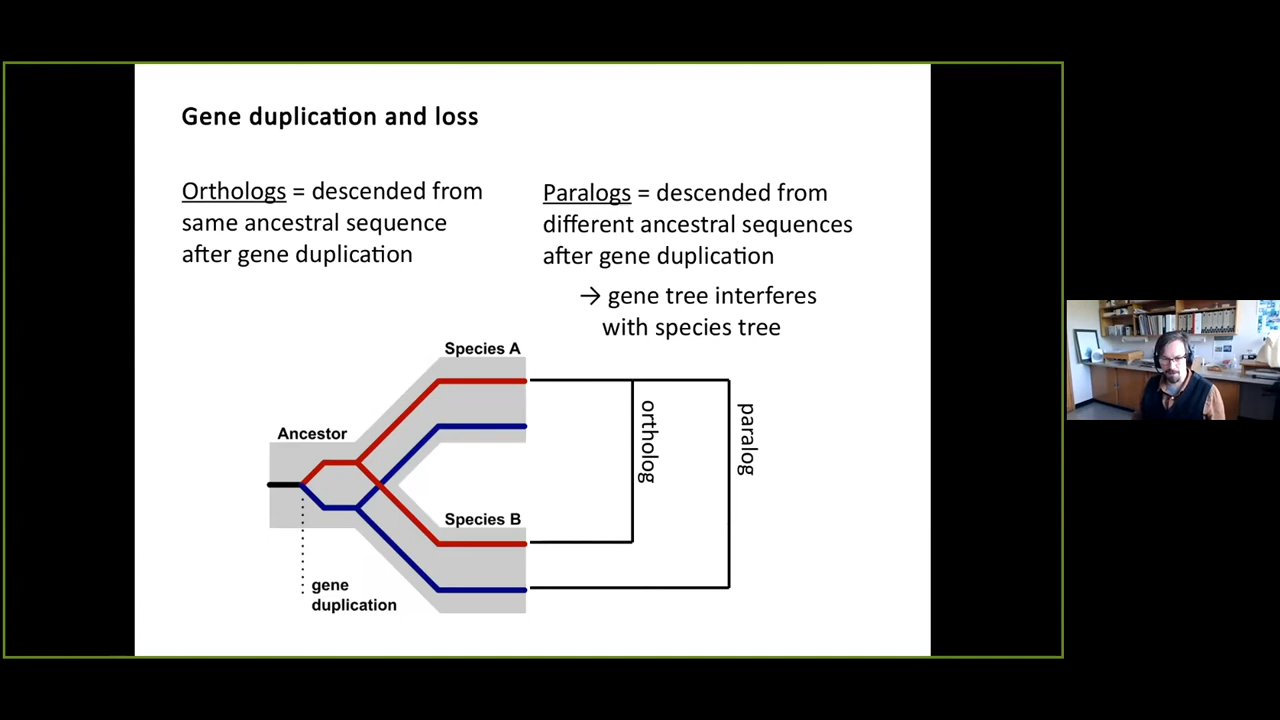 Gene duplication and loss
Orthologs = descended from
same ancestral sequence
after gene duplication
Paralogs = descended from
different ancestral sequences
after gene duplication
→ gene tree interferes
with species tree
Species A
Ancestor
Species B
gene
duplication
ortholog
paralog